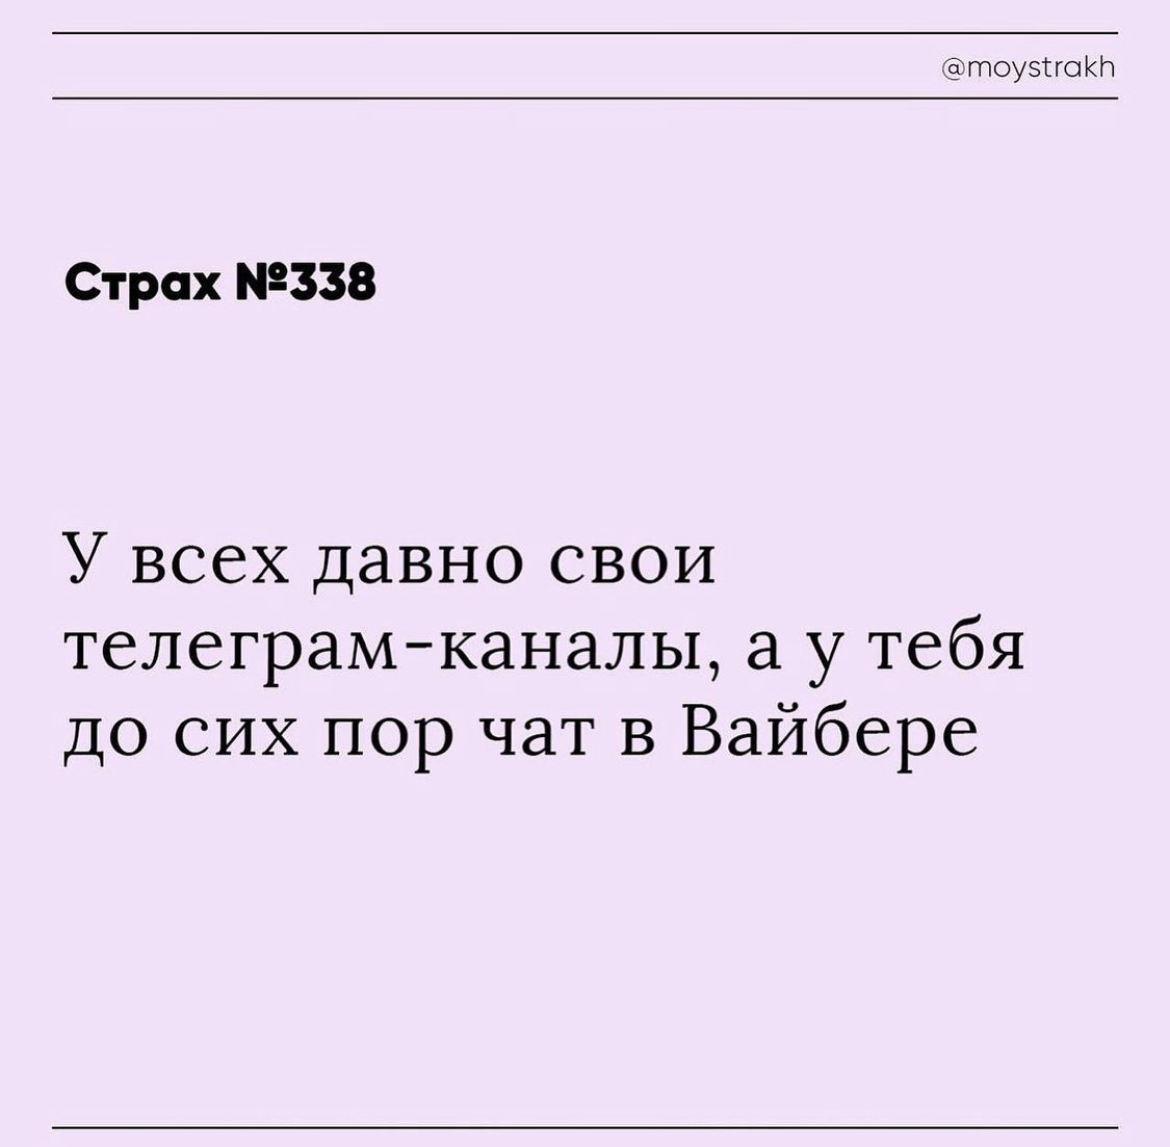 @moystrakh
Страх №338
У всех давно свои
телеграм-каналы, а у тебя
до сих пор чат в Вайбере